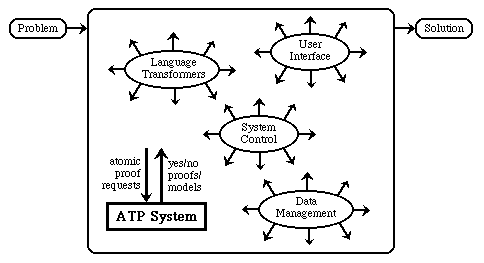 Problem
Solution
Language
Transformers
User
Interface
System
Control
atomic
proof
requests
yes/no
proofs/
models
ATP System
Data
Management